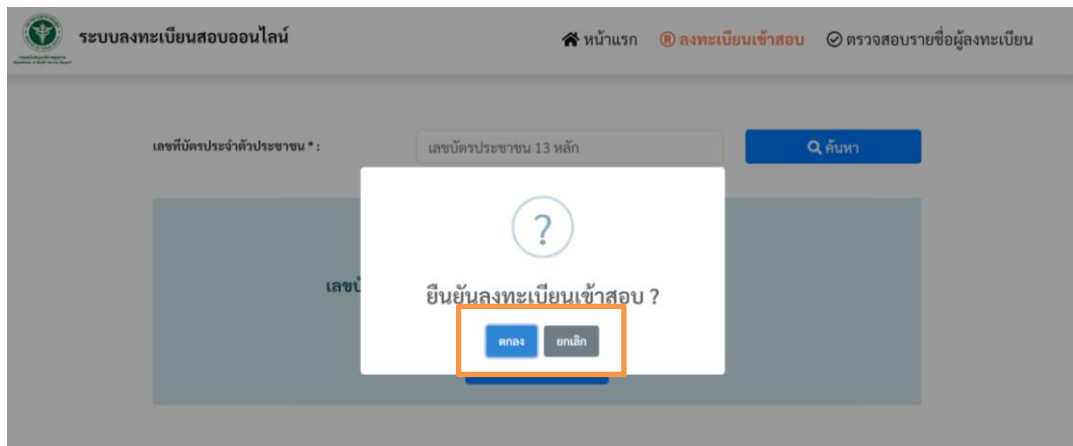 ระบบลงทะเบียนสอบออนไลน์
หน้าแรก
® ลงทะเบียนเข้าสอบ
ตรวจสอบรายชื่อผู้ลงทะเบียน
เลขที่บัตรประจำตัวประชาชน * :
เลขบัตรประชาชน 13 หลัก
ค้นหา
ยืนยันลงทะเบียนเข้าสอบ ?
ตกลง
ยกเลิก